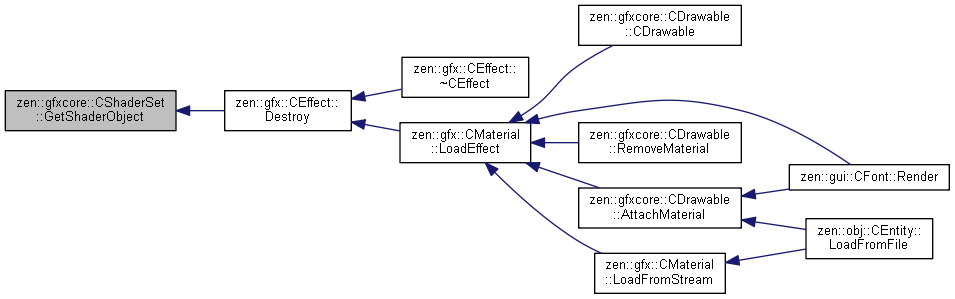 zen::gfxcore::CShaderSet
::GetShaderObject
zen::gfx::CEffect::
Destroy
zen::gfx::CEffect::
~CEffect
zen::gfx::CMaterial
::LoadEffect
zen::gfxcore::CDrawable
::CDrawable
zen::gfxcore::CDrawable
::RemoveMaterial
zen::gfxcore::CDrawable
::AttachMaterial
zen::gfx::CMaterial
::LoadFromStream
zen::gui::CFont::Render
zen::obj::CEntity::
LoadFromFile